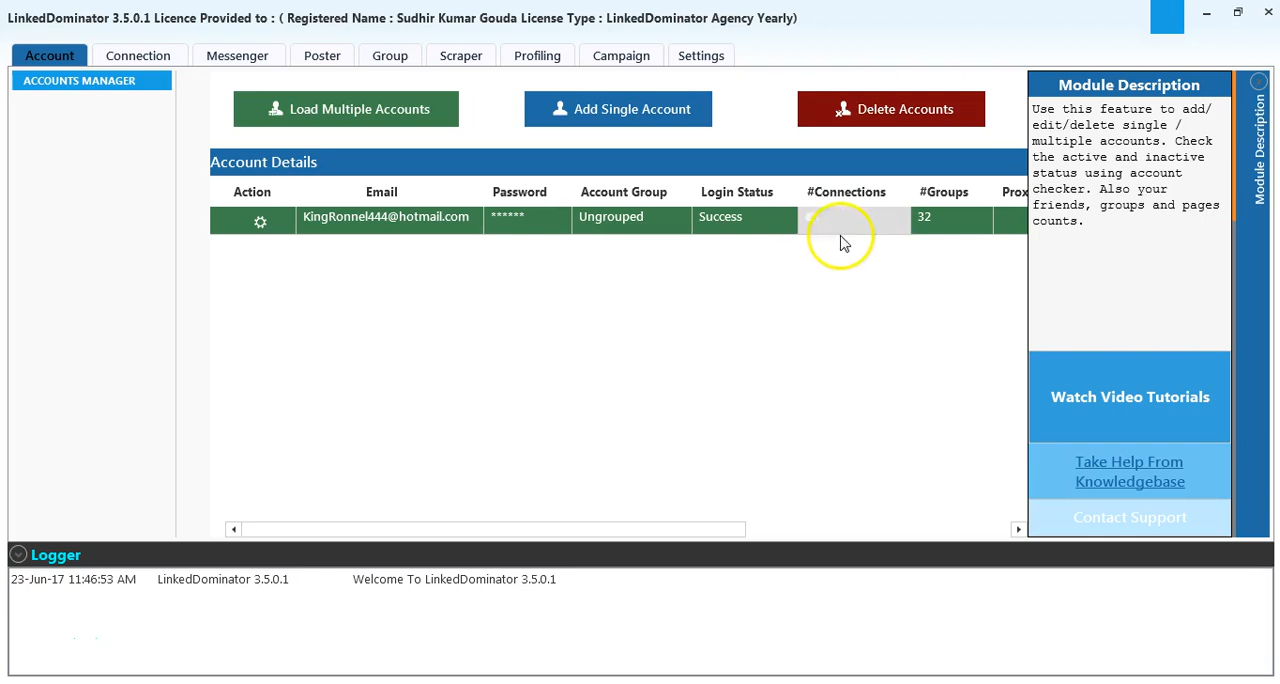 LinkedDominator 3.5.0.1 Licence Provided to : ( Registered Name : Sudhir Kumar Gouda License Type : LinkedDominator Agency Yearly)
Account Connection Messenger Poster Group Scraper Profiling Campaign Settings
ACCOUNTS MANAGER
Load Multiple Accounts Add Single Account Delete Accounts
Account Details
Action Email Password Account Group Login Status #Connections #Groups Prox
KingRonnel444@hotmail.com ****** Ungrouped Success 32
Module Description
Use this feature to add/
edit/delete single /
multiple accounts. Check
the active and inactive
status using account
checker. Also your
friends, groups and pages
counts.
Watch Video Tutorials
Take Help From
Knowledgebase
Contact Support
Module Description
Logger
23-Jun-17 11:46:53 AM LinkedDominator 3.5.0.1 Welcome To LinkedDominator 3.5.0.1